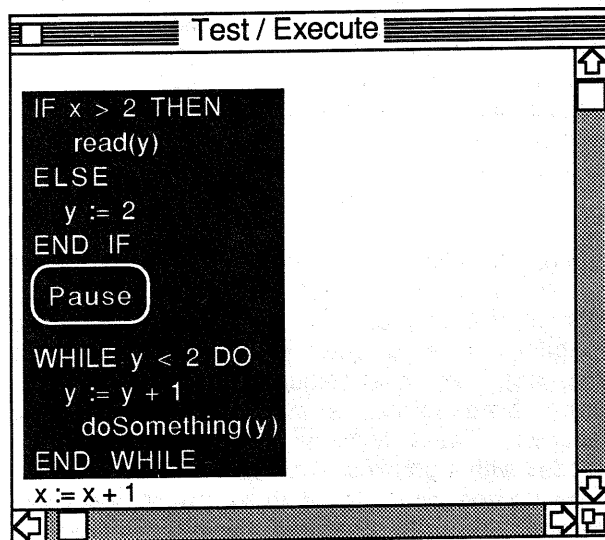 Test / Execute
IF x > 2 THEN
read(y)
ELSE
y := 2
END IF
Pause
WHILE y < 2 DO
y := y + 1
doSomething(y)
END WHILE
x := x + 1